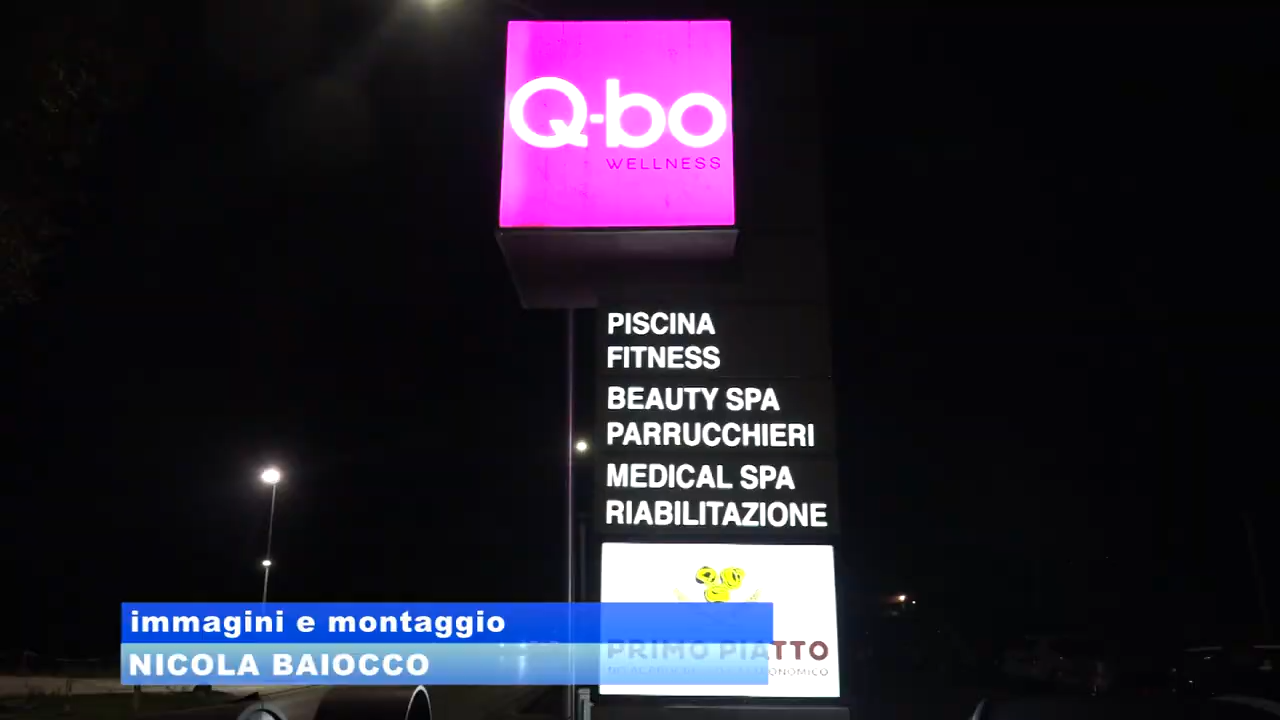 Q-bo
WELLNESS
PISCINA
FITNESS
BEAUTY SPA
PARRUCCHIERI
MEDICAL SPA
RIABILITAZIONE
PRIMO PIATTO
immagini e montaggio
NICOLA BAIOCCO